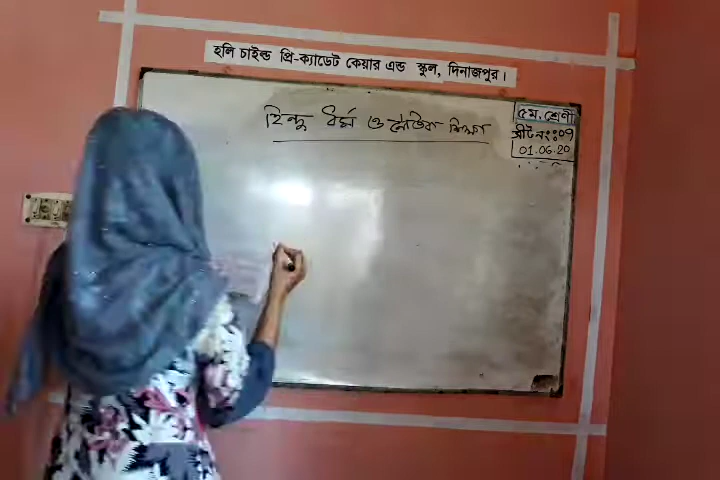 হলি চাইল্ড প্রি-ক্যাডেট কেয়ার এন্ড স্কুল, দিনাজপুর।
হিন্দু ধর্ম ও নৈতিক শিক্ষা
৫ম. শ্রেণী
সীট নং:০৭
01.06.20